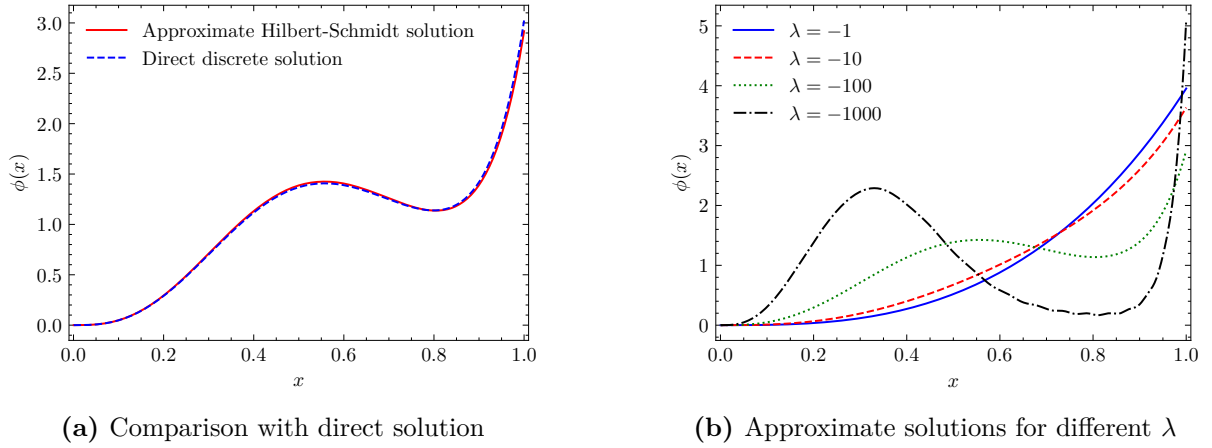 3.0
2.5
2.0
1.5
1.0
0.5
0.0
ϕ(x)
Approximate Hilbert-Schmidt solution
Direct discrete solution
0.0 0.2 0.4 0.6 0.8 1.0
x
(a) Comparison with direct solution
5
4
3
2
1
0
ϕ(x)
λ = −1
λ = −10
λ = −100
λ = −1000
0.0 0.2 0.4 0.6 0.8 1.0
x
(b) Approximate solutions for different λ